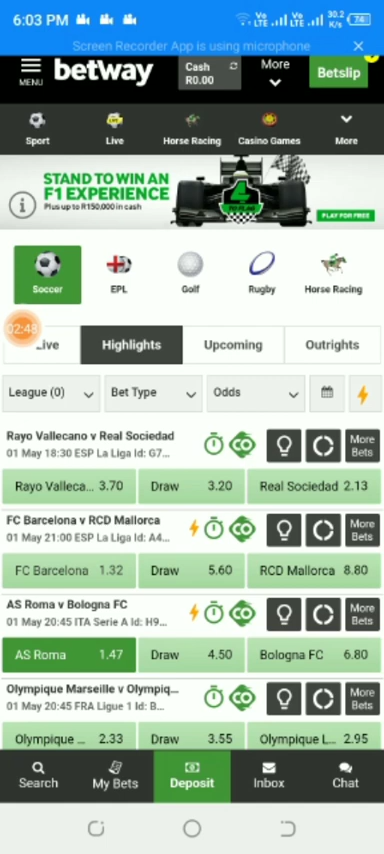 6:03 PM Vo LTE Vo LTE 30.2 K/s 74
Screen Recorder App is using microphone
MENU betway Cash R0.00 More Betslip
Sport Live Horse Racing Casino Games More
STAND TO WIN AN
F1 EXPERIENCE
Plus up to R150,000 in cash
PLAY FOR FREE
Soccer EPL Golf Rugby Horse Racing
02:48
ive Highlights Upcoming Outrights
League (0) Bet Type Odds
Rayo Vallecano v Real Sociedad
01 May 18:30 ESP La Liga Id: G7...
More Bets
Rayo Valleca... 3.70 Draw 3.20 Real Sociedad 2.13
FC Barcelona v RCD Mallorca
01 May 21:00 ESP La Liga Id: A4...
More Bets
FC Barcelona 1.32 Draw 5.60 RCD Mallorca 8.80
AS Roma v Bologna FC
01 May 20:45 ITA Serie A Id: H9...
More Bets
AS Roma 1.47 Draw 4.50 Bologna FC 6.80
Olympique Marseille v Olympiq...
01 May 20:45 FRA Ligue 1 Id: B...
More Bets
Olympique ... 2.33 Draw 3.55 Olympique L... 2.95
Search My Bets Deposit Inbox Chat